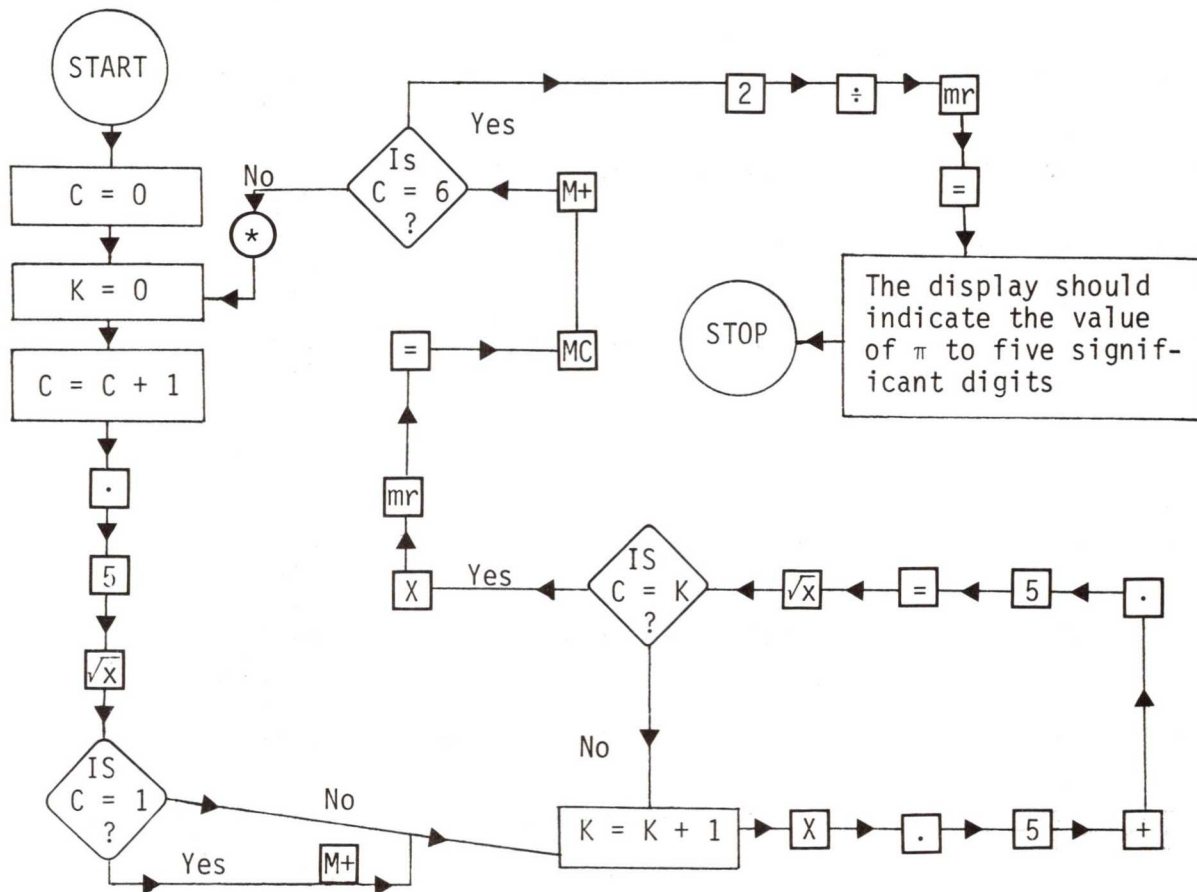 START
C = 0
K = 0
C = C + 1
.
5
√x
IS
C = 1
?
No
Yes
M+
K = K + 1
X
.
5
+
.
5
=
√x
IS
C = K
?
No
Yes
X
mr
=
MC
M+
Is
C = 6
?
No
*
Yes
2
÷
mr
=
The display should
indicate the value
of π to five signif-
icant digits
STOP